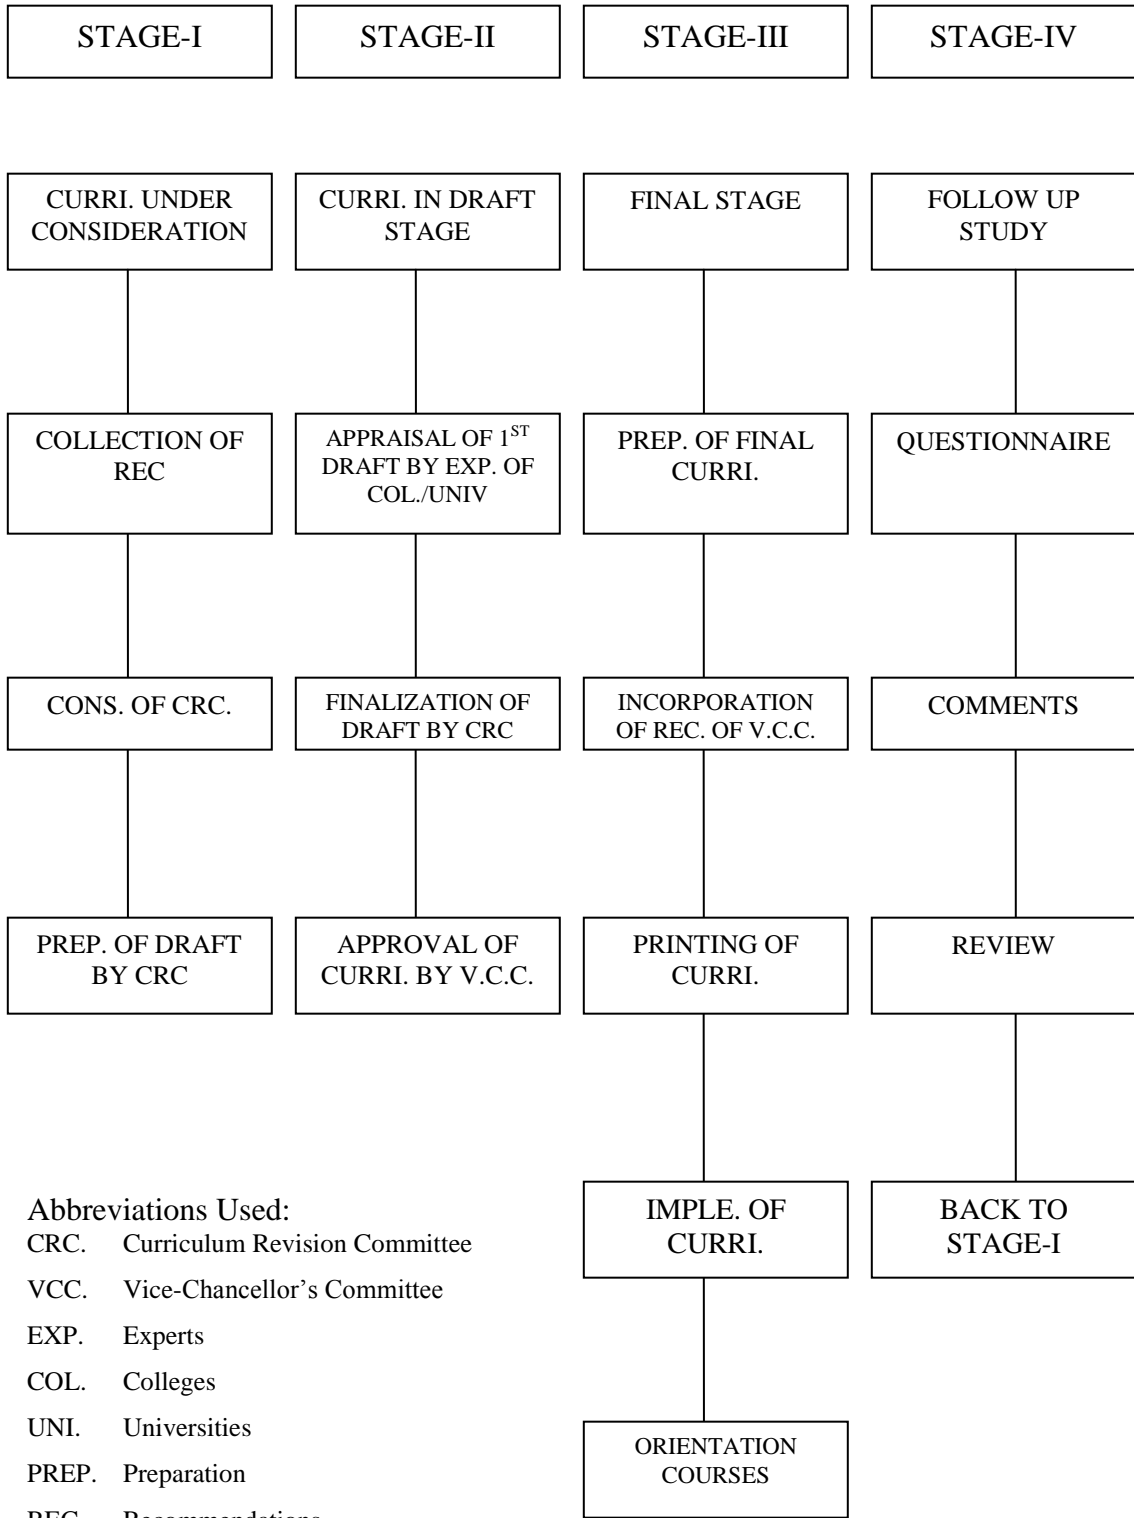 STAGE-I
STAGE-II
STAGE-III
STAGE-IV
CURRI. UNDER
CONSIDERATION
COLLECTION OF
REC
CONS. OF CRC.
PREP. OF DRAFT
BY CRC
CURRI. IN DRAFT
STAGE
APPRAISAL OF 1ST
DRAFT BY EXP. OF
COL./UNIV
FINALIZATION OF
DRAFT BY CRC
APPROVAL OF
CURRI. BY V.C.C.
FINAL STAGE
PREP. OF FINAL
CURRI.
INCORPORATION
OF REC. OF V.C.C.
PRINTING OF
CURRI.
IMPLE. OF
CURRI.
ORIENTATION
COURSES
FOLLOW UP
STUDY
QUESTIONNAIRE
COMMENTS
REVIEW
BACK TO
STAGE-I
Abbreviations Used:
CRC. Curriculum Revision Committee
VCC. Vice-Chancellor’s Committee
EXP. Experts
COL. Colleges
UNI. Universities
PREP. Preparation
REC. Recommendations